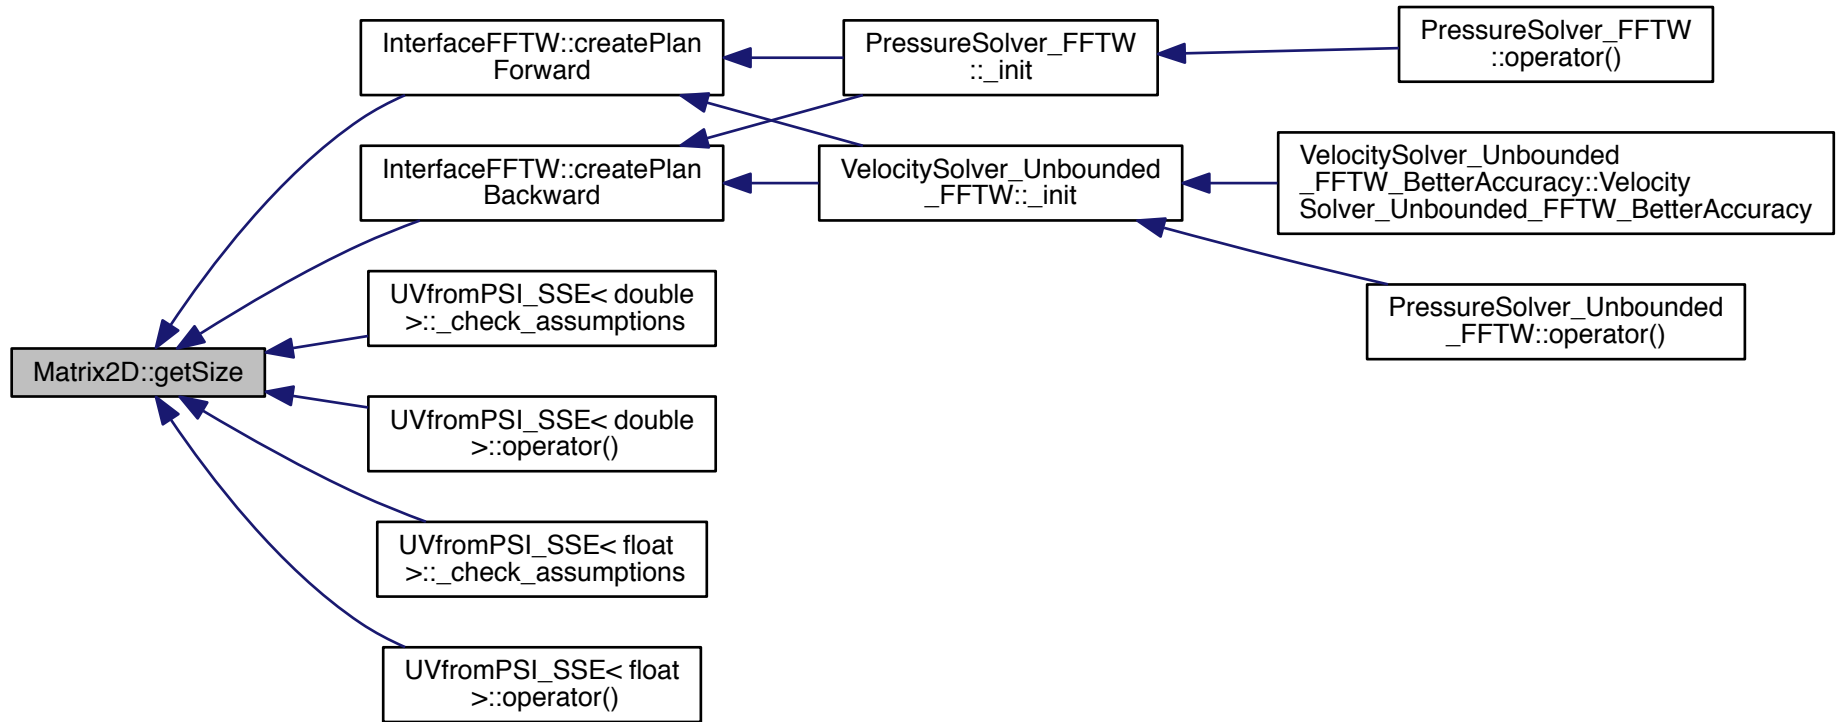 InterfaceFFTW::createPlan
Forward
PressureSolver_FFTW
::_init
PressureSolver_FFTW
::operator()
InterfaceFFTW::createPlan
Backward
VelocitySolver_Unbounded
_FFTW::_init
VelocitySolver_Unbounded
_FFTW_BetterAccuracy::Velocity
Solver_Unbounded_FFTW_BetterAccuracy
PressureSolver_Unbounded
_FFTW::operator()
UVfromPSI_SSE< double
>::_check_assumptions
Matrix2D::getSize
UVfromPSI_SSE< double
>::operator()
UVfromPSI_SSE< float
>::_check_assumptions
UVfromPSI_SSE< float
>::operator()